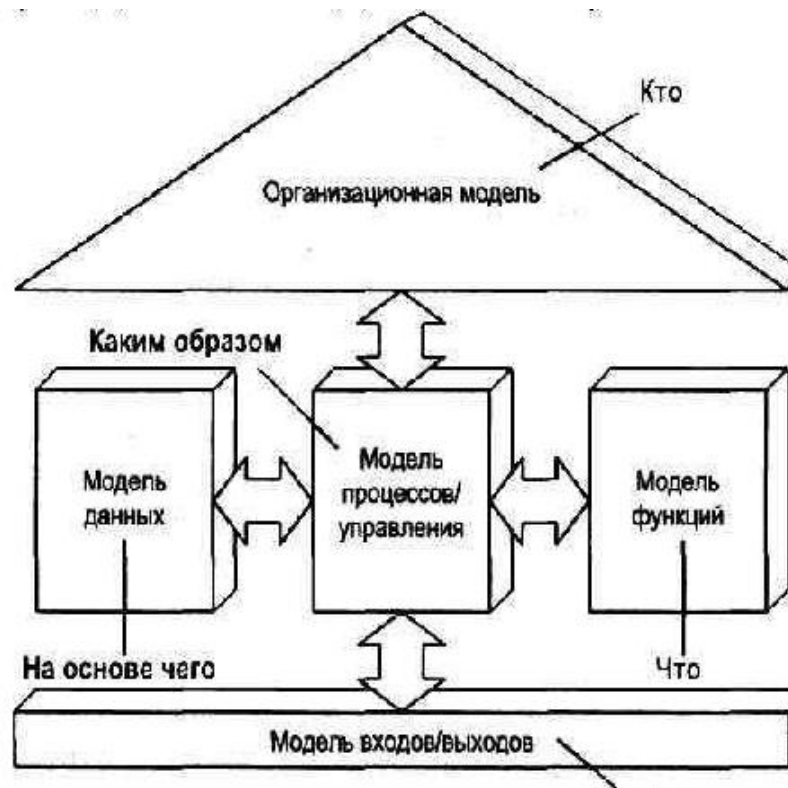 Кто
Организационная модель
Каким образом
Модель
данных
Модель
процессов/
управления
Модель
функций
На основе чего
Что
Модель входов/выходов